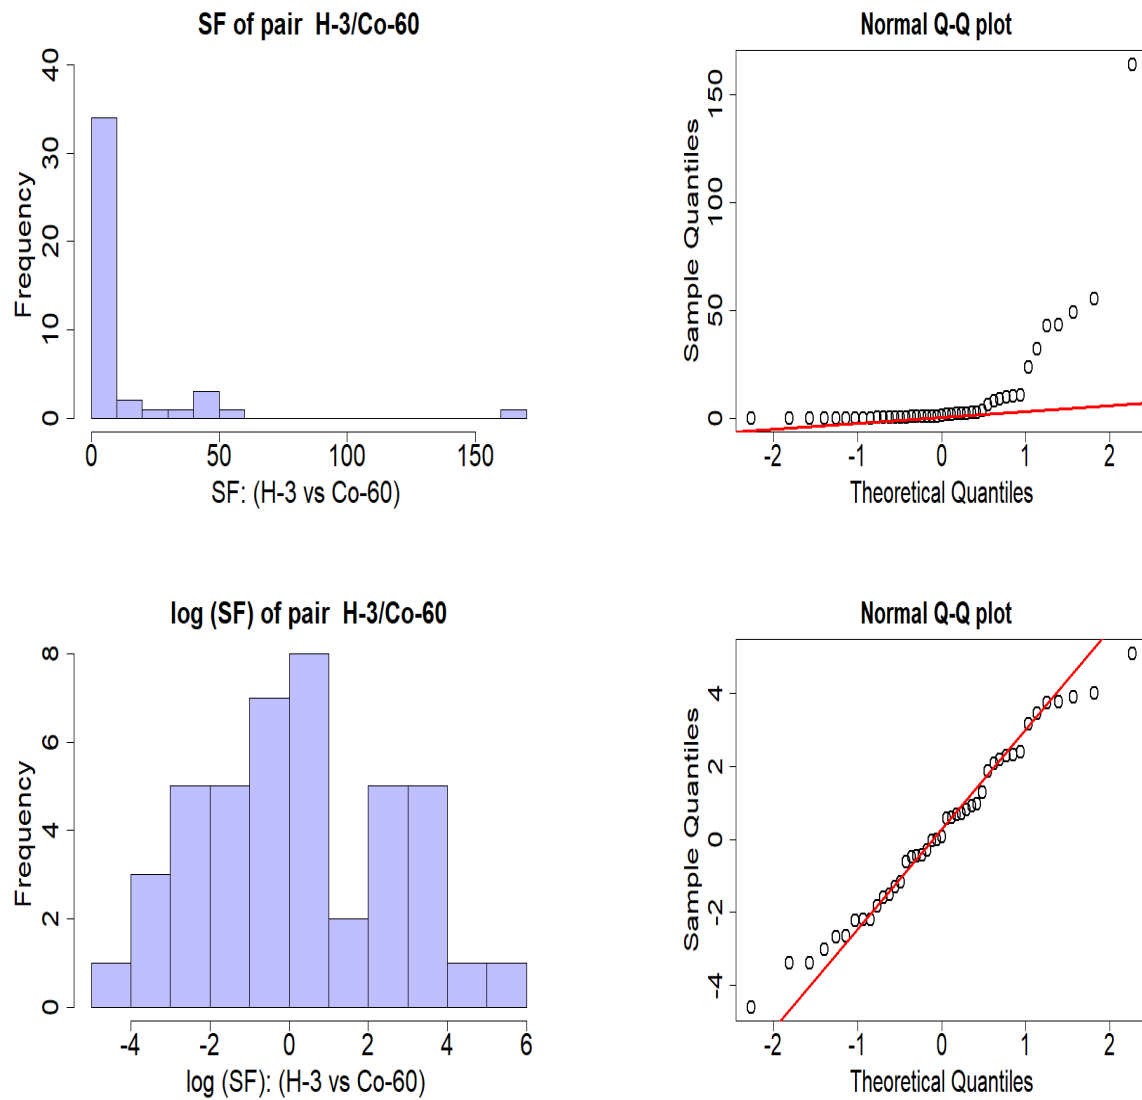 SF of pair  H-3/Co-60
Frequency
0
10
20
30
40
0 50 100 150
SF: (H-3 vs Co-60)
Normal Q-Q plot
Sample Quantiles
0
50
100
150
-2 -1 0 1 2
Theoretical Quantiles
log (SF) of pair  H-3/Co-60
Frequency
0
2
4
6
8
-4 -2 0 2 4 6
log (SF): (H-3 vs Co-60)
Normal Q-Q plot
Sample Quantiles
-4
-2
0
2
4
-2 -1 0 1 2
Theoretical Quantiles